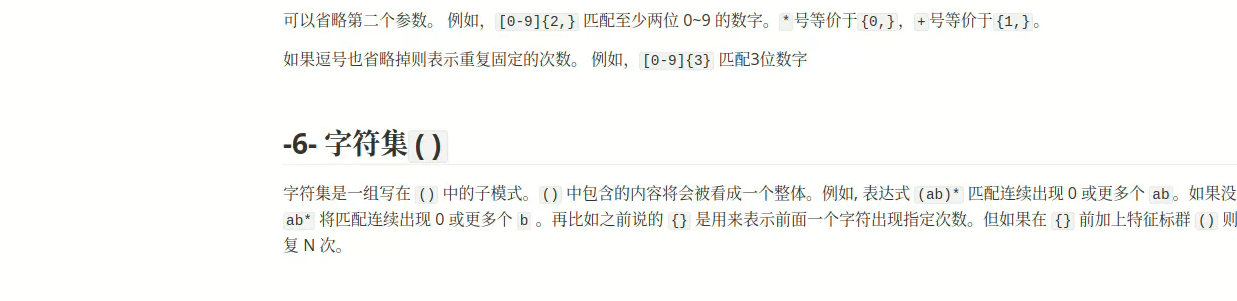 可以省略第二个参数。 例如，[0-9]{2,} 匹配至少两位 0~9 的数字。*号等价于{0,}，+号等价于{1,}。
如果逗号也省略掉则表示重复固定的次数。 例如，[0-9]{3} 匹配3位数字
-6- 字符集( )
字符集是一组写在 () 中的子模式。() 中包含的内容将会被看成一个整体。例如, 表达式 (ab)* 匹配连续出现 0 或更多个 ab。如果没
ab* 将匹配连续出现 0 或更多个 b 。再比如之前说的 {} 是用来表示前面一个字符出现指定次数。但如果在 {} 前加上特征标群 () 则
复 N 次。